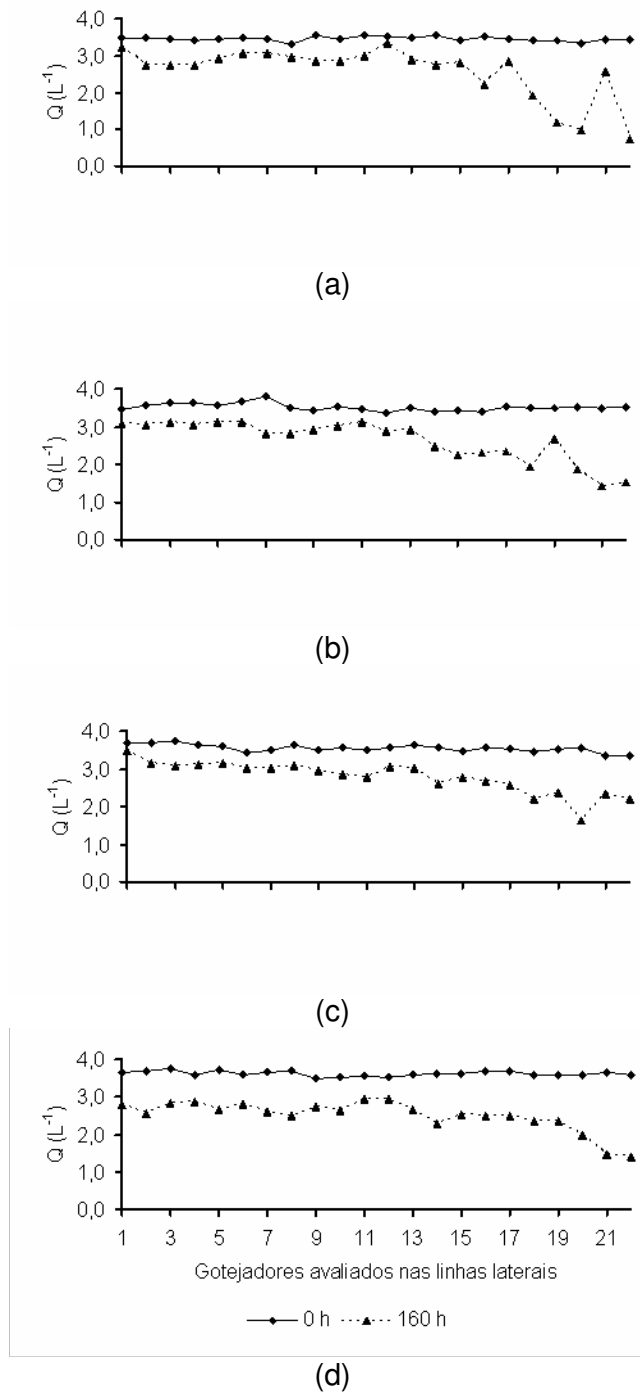 4,0
3,0
2,0
1,0
0,0
Q (L⁻¹)
(a)
4,0
3,0
2,0
1,0
0,0
Q (L⁻¹)
(b)
4,0
3,0
2,0
1,0
0,0
Q (L⁻¹)
(c)
4,0
3,0
2,0
1,0
0,0
Q (L⁻¹)
1 3 5 7 9 11 13 15 17 19 21
Gotejadores avaliados nas linhas laterais
0 h 160 h
(d)